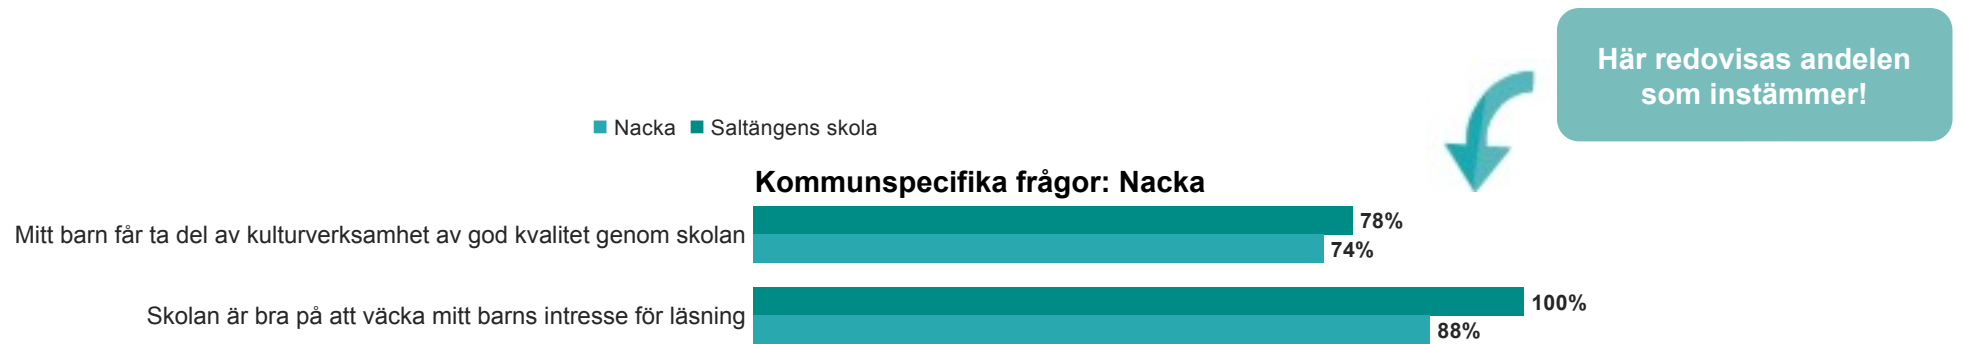 Här redovisas andelen
som instämmer!
Nacka Saltängens skola
Kommunspecifika frågor: Nacka
Mitt barn får ta del av kulturverksamhet av god kvalitet genom skolan
78%
74%
Skolan är bra på att väcka mitt barns intresse för läsning
100%
88%